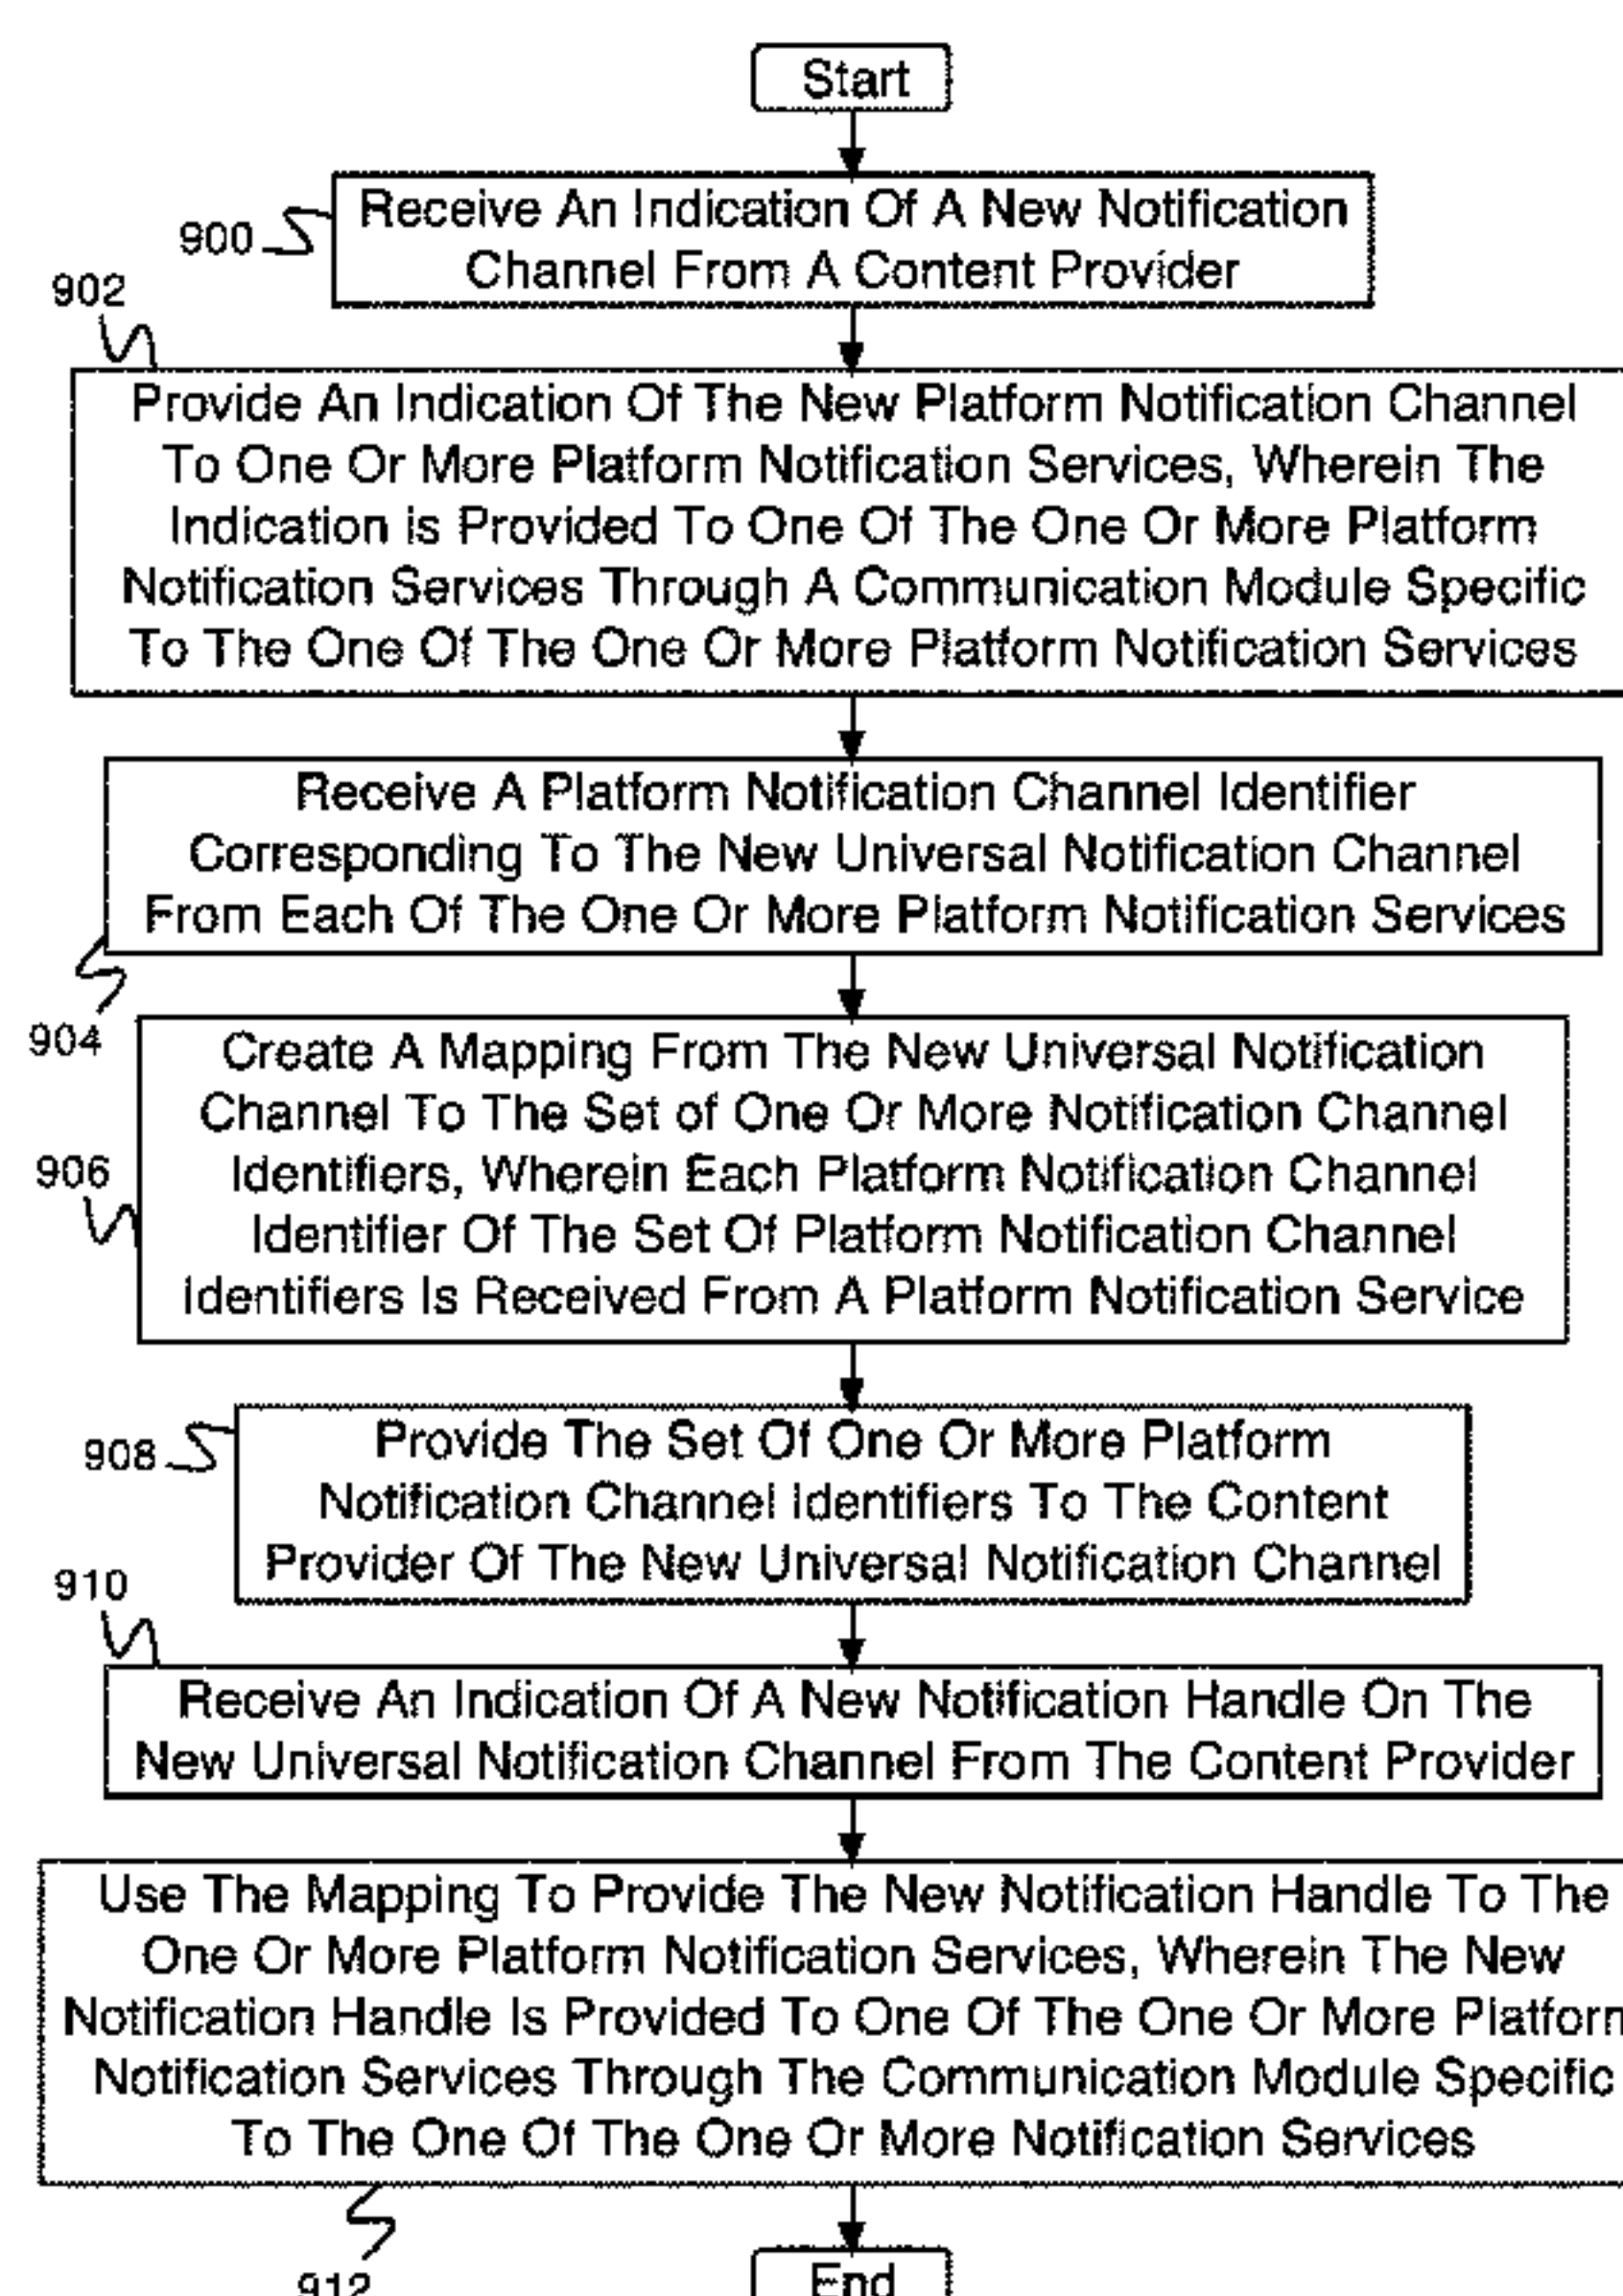 Start
900
Receive An Indication Of A New Notification
Channel From A Content Provider
902
Provide An Indication Of The New Platform Notification Channel
To One Or More Platform Notification Services, Wherein The
Indication is Provided To One Of The One Or More Platform
Notification Services Through A Communication Module Specific
To The One Of The One Or More Platform Notification Services
Receive A Platform Notification Channel Identifier
Corresponding To The New Universal Notification Channel
From Each Of The One Or More Platform Notification Services
904
Create A Mapping From The New Universal Notification
Channel To The Set of One Or More Notification Channel
Identifiers, Wherein Each Platform Notification Channel
Identifier Of The Set Of Platform Notification Channel
Identifiers Is Received From A Platform Notification Service
906
908
Provide The Set Of One Or More Platform
Notification Channel Identifiers To The Content
Provider Of The New Universal Notification Channel
910
Receive An Indication Of A New Notification Handle On The
New Universal Notification Channel From The Content Provider
Use The Mapping To Provide The New Notification Handle To The
One Or More Platform Notification Services, Wherein The New
Notification Handle Is Provided To One Of The One Or More Platform
Notification Services Through The Communication Module Specific
To The One Of The One Or More Notification Services
912
End